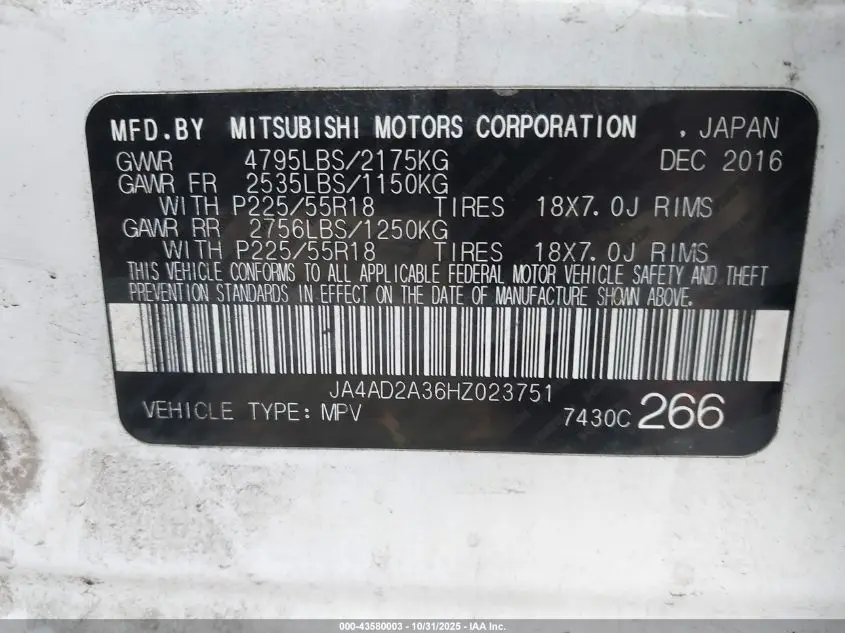 MFD.BY MITSUBISHI MOTORS CORPORATION , JAPAN
GVWR 4795LBS/2175KG DEC 2016
GAWR FR 2535LBS/1150KG
WITH P225/55R18 TIRES 18X7.0J RIMS
GAWR RR 2756LBS/1250KG
WITH P225/55R18 TIRES 18X7.0J RIMS
THIS VEHICLE CONFORMS TO ALL APPLICABLE FEDERAL MOTOR VEHICLE SAFETY AND THEFT
PREVENTION STANDARDS IN EFFECT ON THE DATE OF MANUFACTURE SHOWN ABOVE.
JA4AD2A36HZ023751
VEHICLE TYPE: MPV 7430C 266
000-43580003 - 10/31/2025 - IAA Inc.